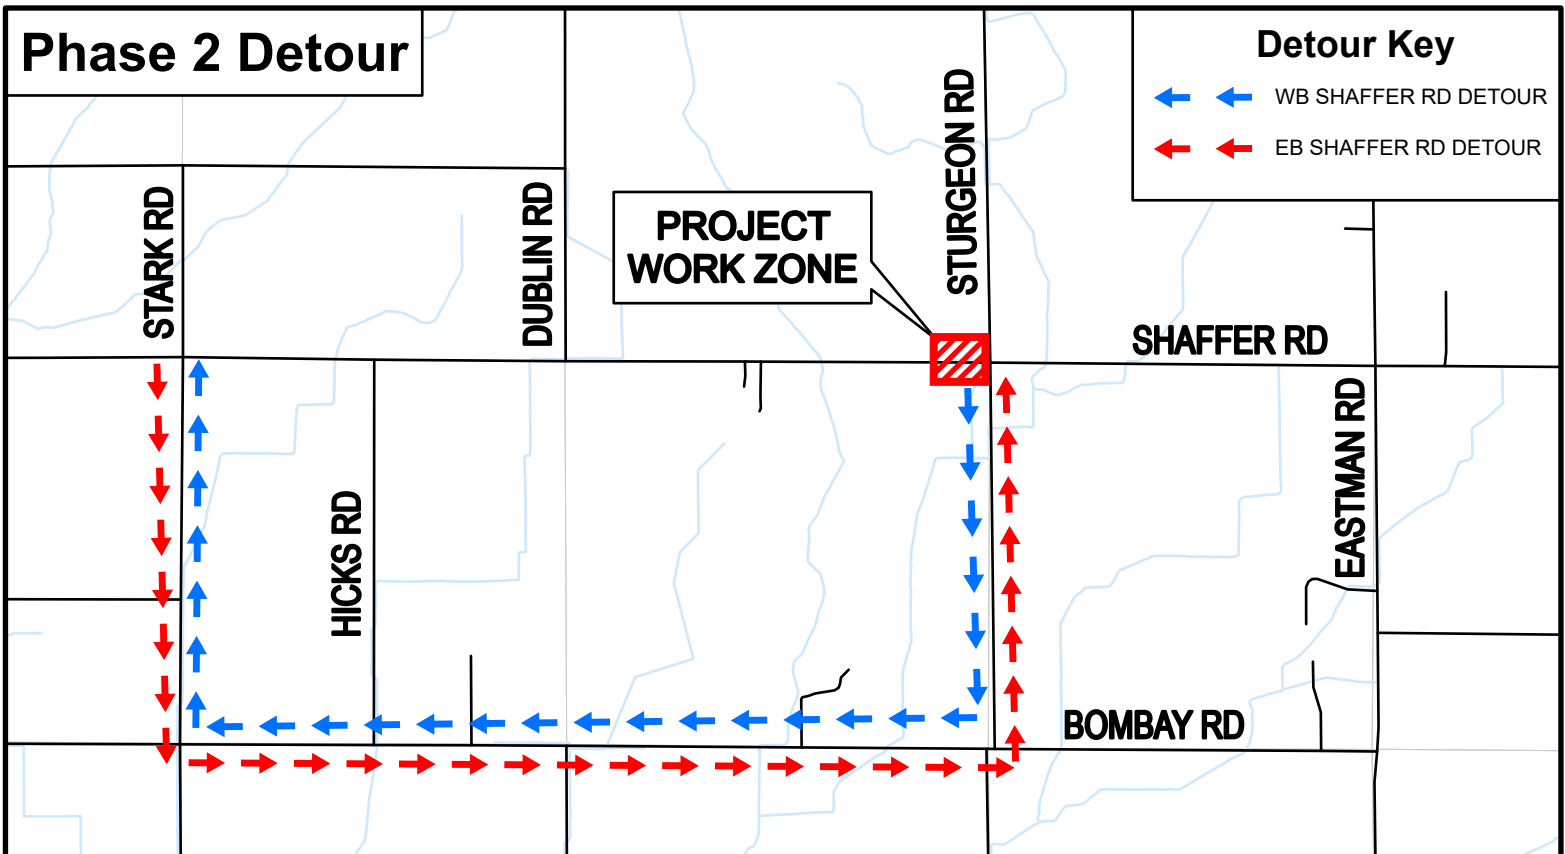 Phase 2 Detour
Detour Key
WB SHAFFER RD DETOUR
EB SHAFFER RD DETOUR
STURGEON RD
STARK RD
DUBLIN RD
PROJECT
WORK ZONE
SHAFFER RD
EASTMAN RD
HICKS RD
BOMBAY RD